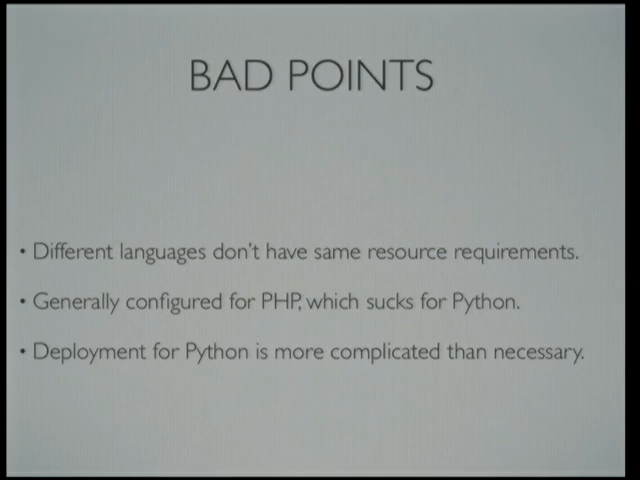 BAD POINTS
• Different languages don't have same resource requirements.
• Generally configured for PHP, which sucks for Python.
• Deployment for Python is more complicated than necessary.